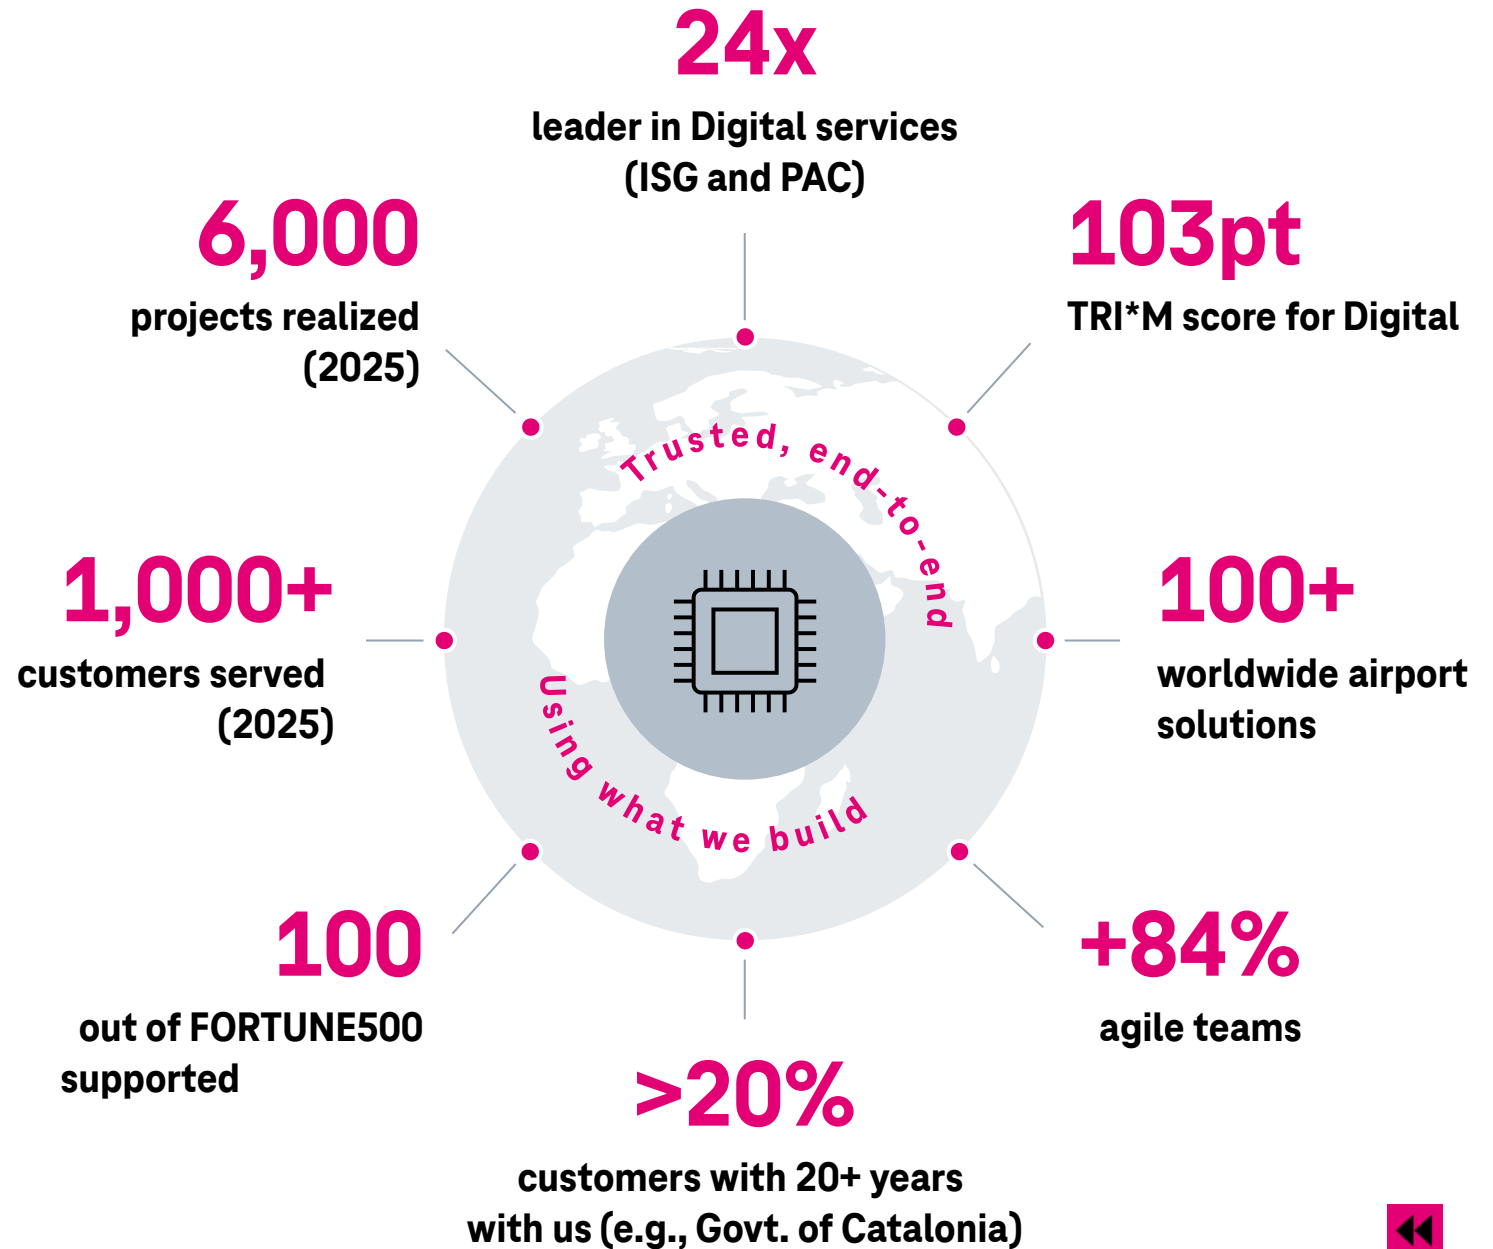 24x
leader in Digital services
(ISG and PAC)
6,000
projects realized
(2025)
103pt
TRI*M score for Digital
Trusted, end-to-end
1,000+
customers served
(2025)
100+
worldwide airport
solutions
Using what we build
100
out of FORTUNE500
supported
+84%
agile teams
>20%
customers with 20+ years
with us (e.g., Govt. of Catalonia)